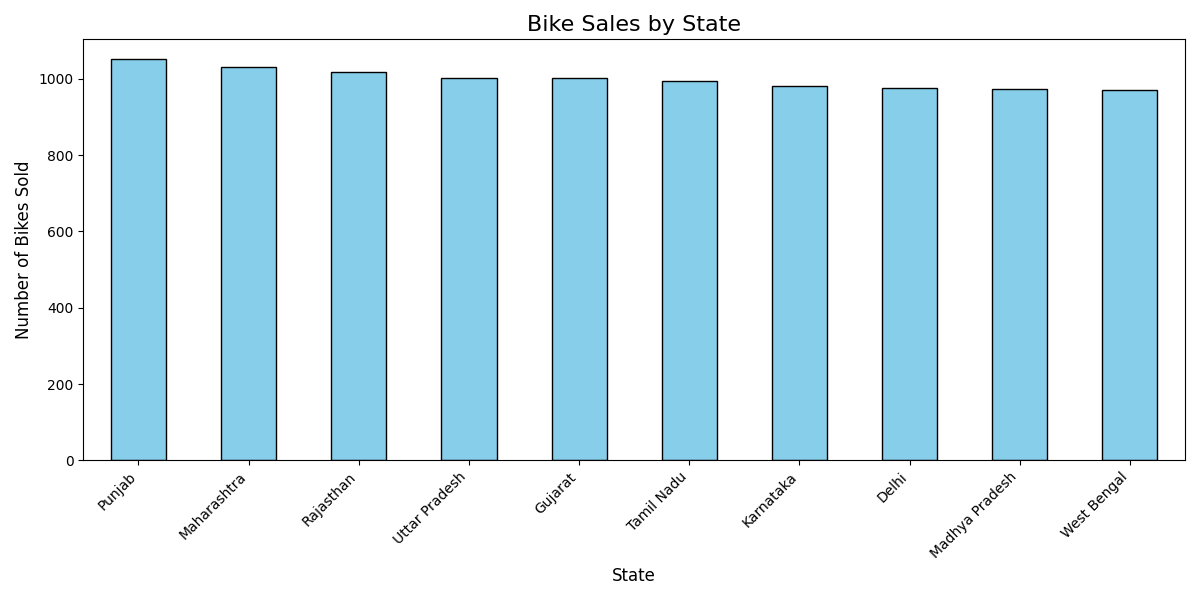 Bike Sales by State
Number of Bikes Sold
1000
800
600
400
200
0
Punjab
Maharashtra
Rajasthan
Uttar Pradesh
Gujarat
Tamil Nadu
Karnataka
Delhi
Madhya Pradesh
West Bengal
State